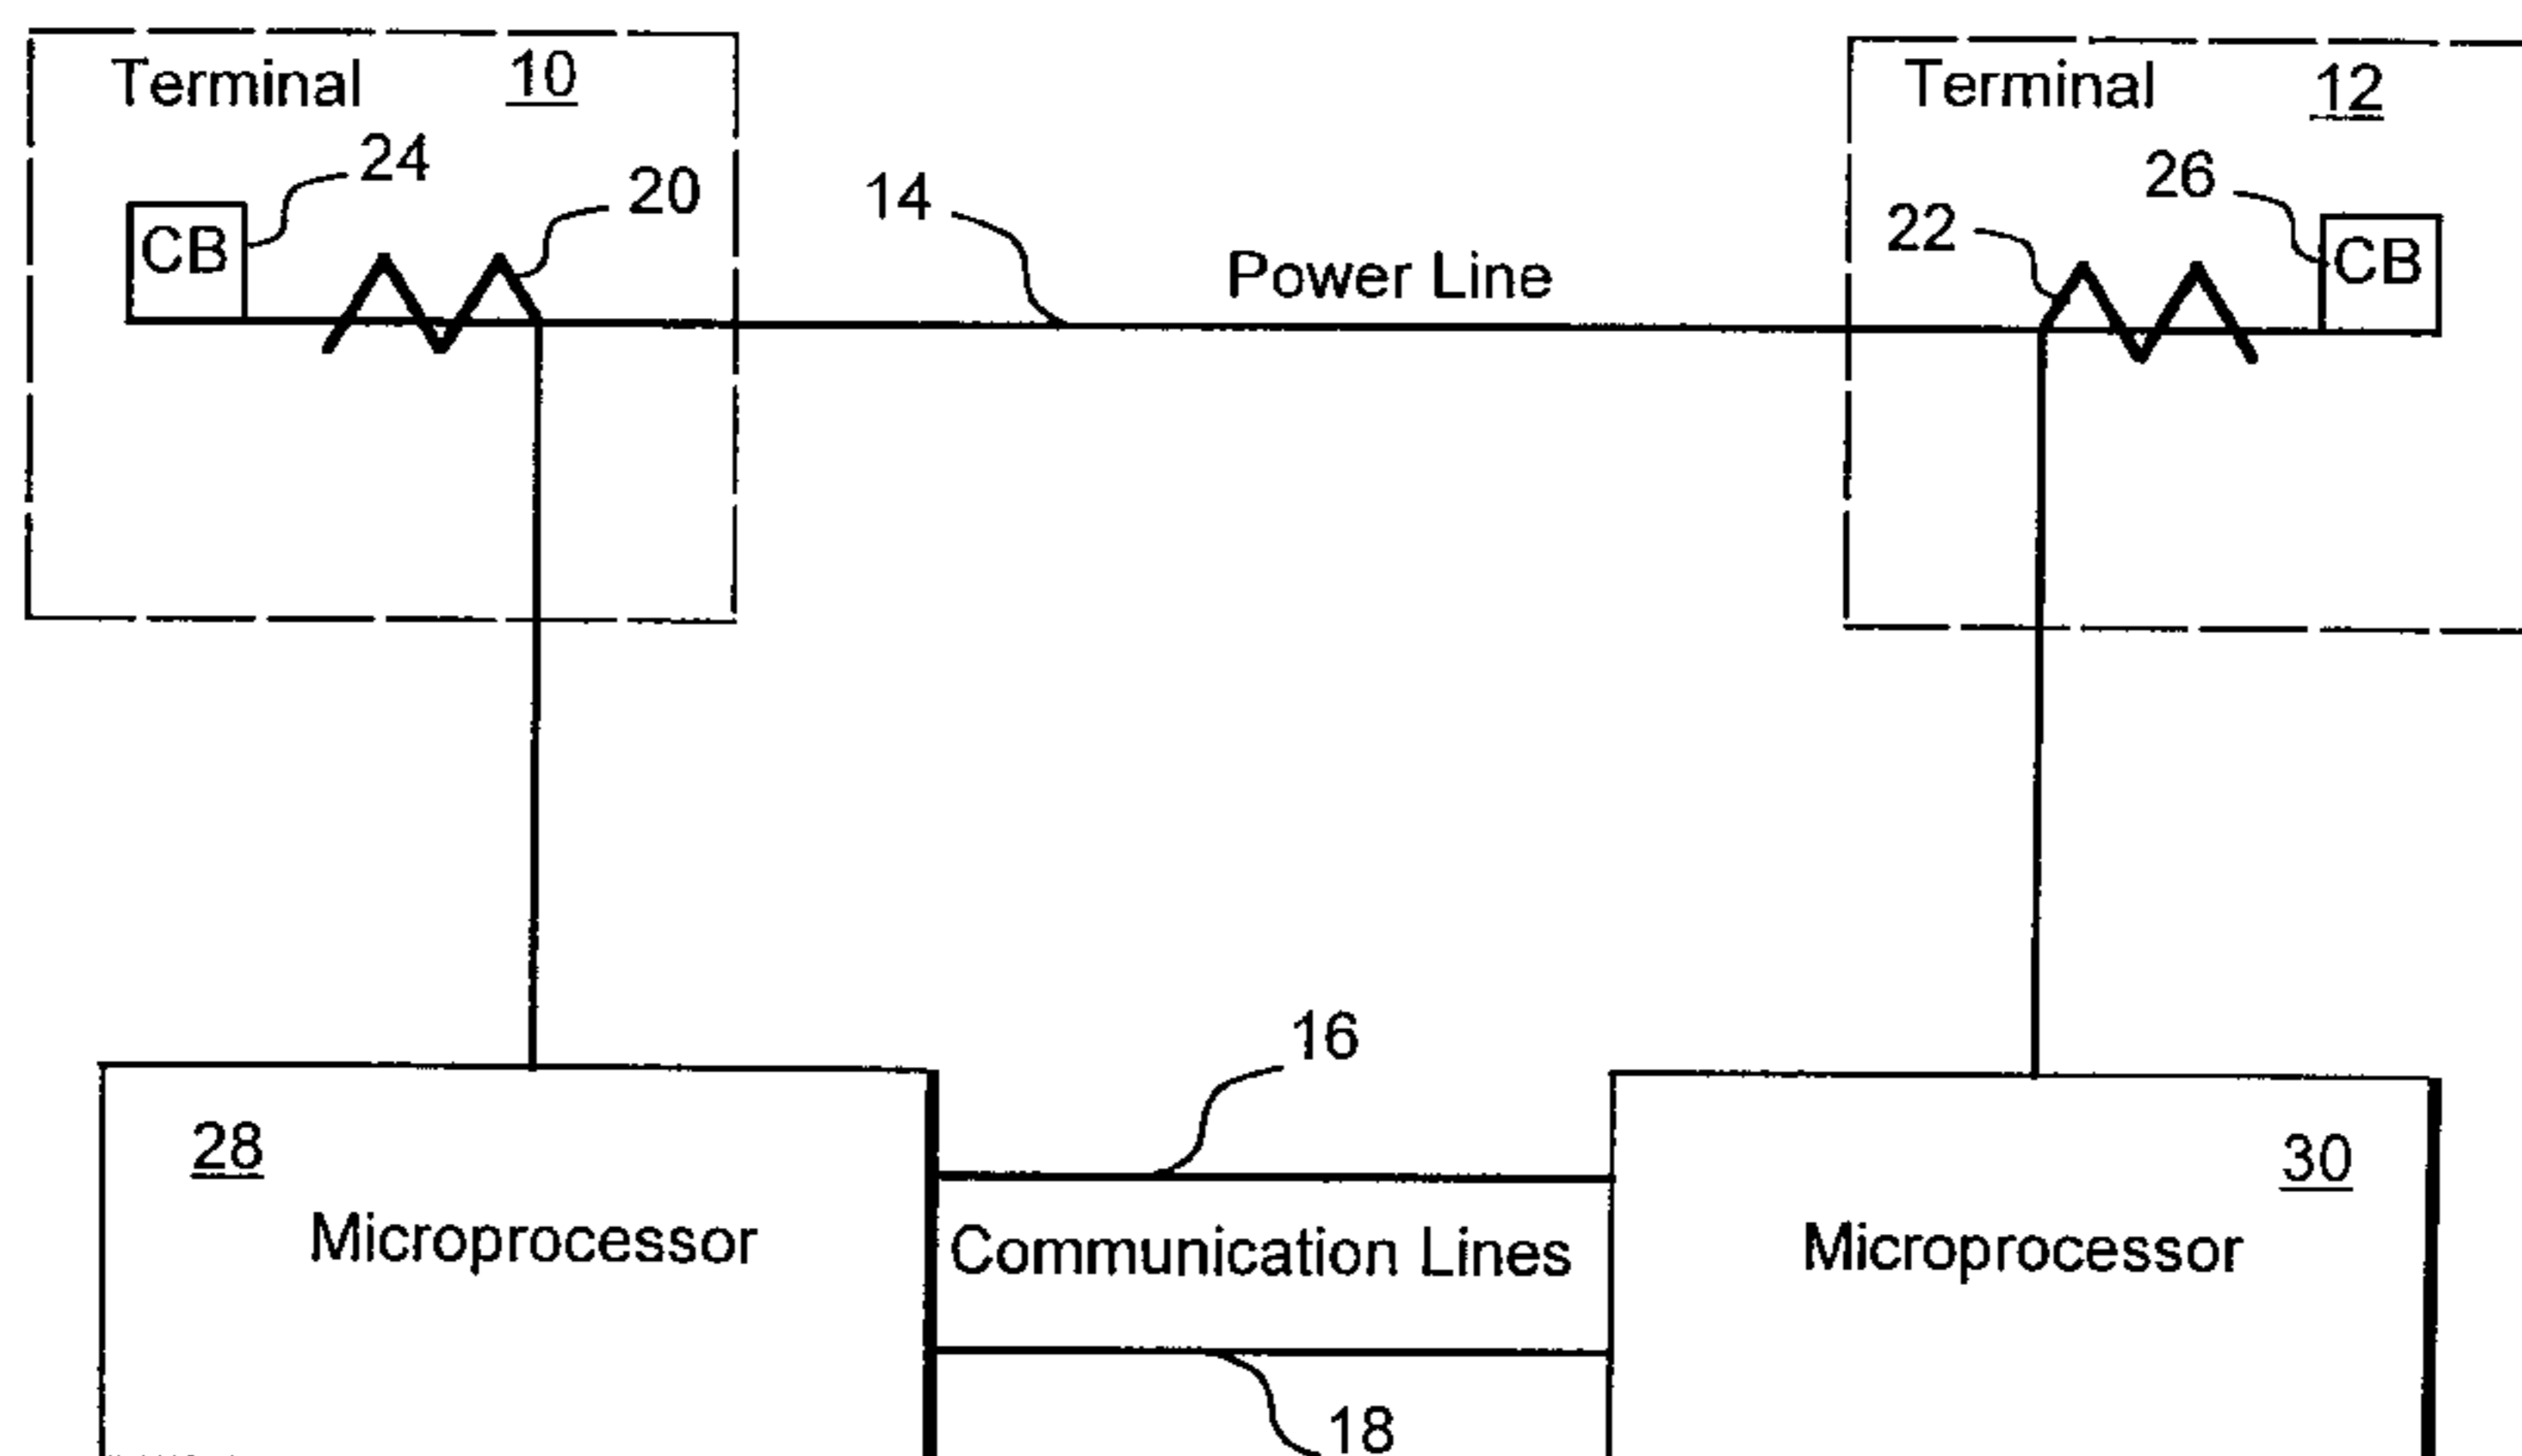 Terminal 10
Terminal 12
24
20
14
26
22
CB
Power Line
CB
16
28
30
Microprocessor
Communication Lines
Microprocessor
18